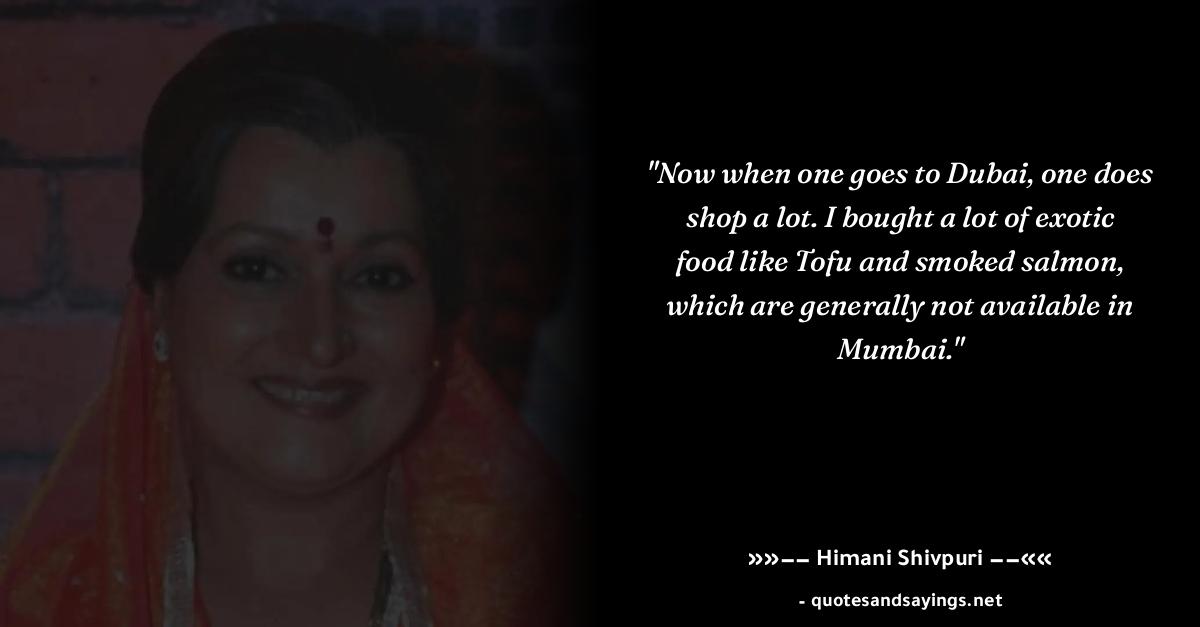 "Now when one goes to Dubai, one does
shop a lot. I bought a lot of exotic
food like Tofu and smoked salmon,
which are generally not available in
Mumbai."
»»−− Himani Shivpuri −−««
- quotesandsayings.net